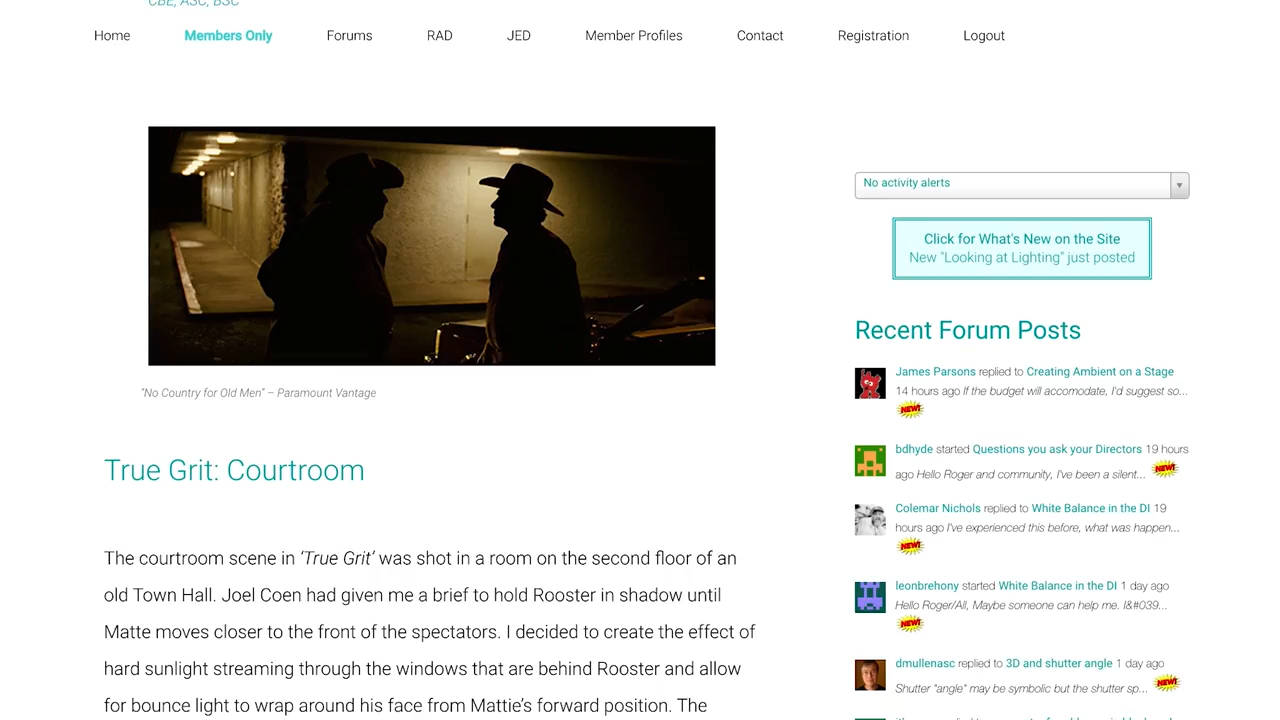 CBE, ASC, BSC
Home Members Only Forums RAD JED Member Profiles Contact Registration Logout
"No Country for Old Men" – Paramount Vantage
True Grit: Courtroom
The courtroom scene in ‘True Grit’ was shot in a room on the second floor of an
old Town Hall. Joel Coen had given me a brief to hold Rooster in shadow until
Matte moves closer to the front of the spectators. I decided to create the effect of
hard sunlight streaming through the windows that are behind Rooster and allow
for bounce light to wrap around his face from Mattie’s forward position. The
No activity alerts
Click for What's New on the Site
New "Looking at Lighting" just posted
Recent Forum Posts
James Parsons replied to Creating Ambient on a Stage
14 hours ago If the budget will accomodate, I'd suggest so...
NEW!
bdhyde started Questions you ask your Directors 19 hours
ago Hello Roger and community, I've been a silent... NEW!
Colemar Nichols replied to White Balance in the DI 19
hours ago I've experienced this before, what was happen...
NEW!
leonbrehony started White Balance in the DI 1 day ago
Hello Roger/All, Maybe someone can help me. I&#039...
NEW!
dmullenasc replied to 3D and shutter angle 1 day ago
Shutter "angle" may be symbolic but the shutter sp... NEW!